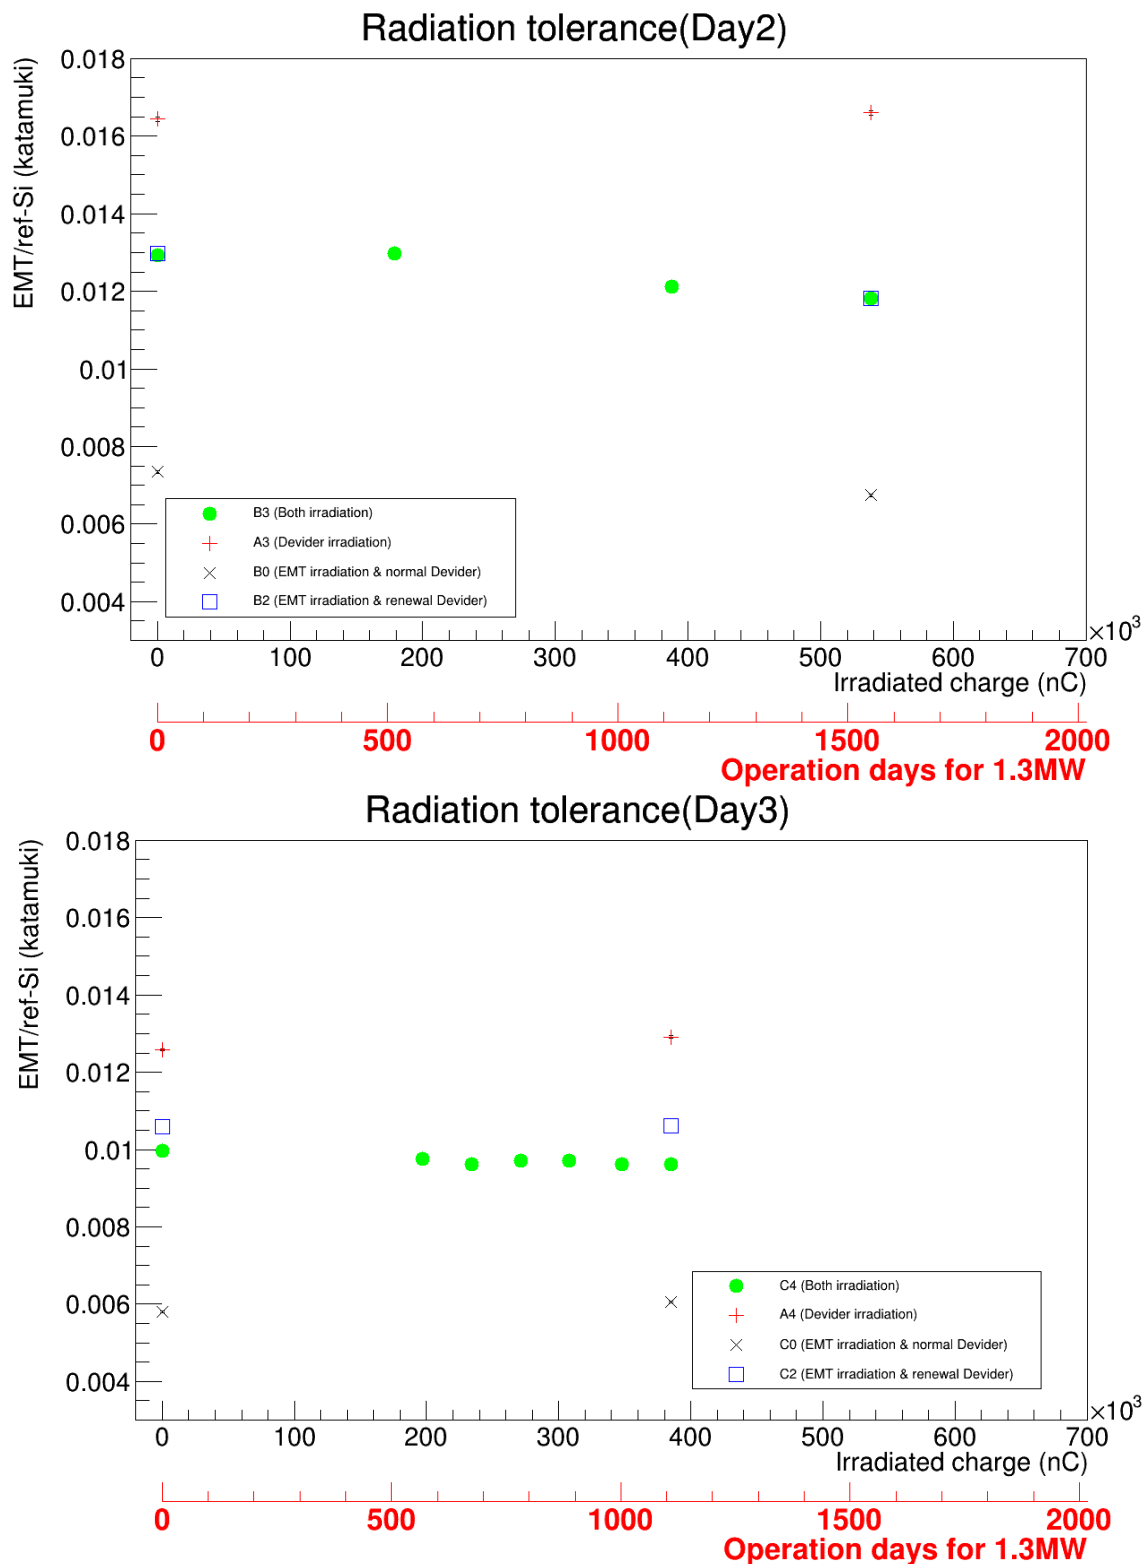 Radiation tolerance(Day2)
EMT/ref-Si (katamuki)
0.018
0.016
0.014
0.012
0.01
0.008
0.006
0.004
B3 (Both irradiation)
A3 (Devider irradiation)
B0 (EMT irradiation & normal Devider)
B2 (EMT irradiation & renewal Devider)
0 100 200 300 400 500 600 700
×10³
Irradiated charge (nC)
0 500 1000 1500 2000
Operation days for 1.3MW
Radiation tolerance(Day3)
EMT/ref-Si (katamuki)
0.018
0.016
0.014
0.012
0.01
0.008
0.006
0.004
C4 (Both irradiation)
A4 (Devider irradiation)
C0 (EMT irradiation & normal Devider)
C2 (EMT irradiation & renewal Devider)
0 100 200 300 400 500 600 700
×10³
Irradiated charge (nC)
0 500 1000 1500 2000
Operation days for 1.3MW